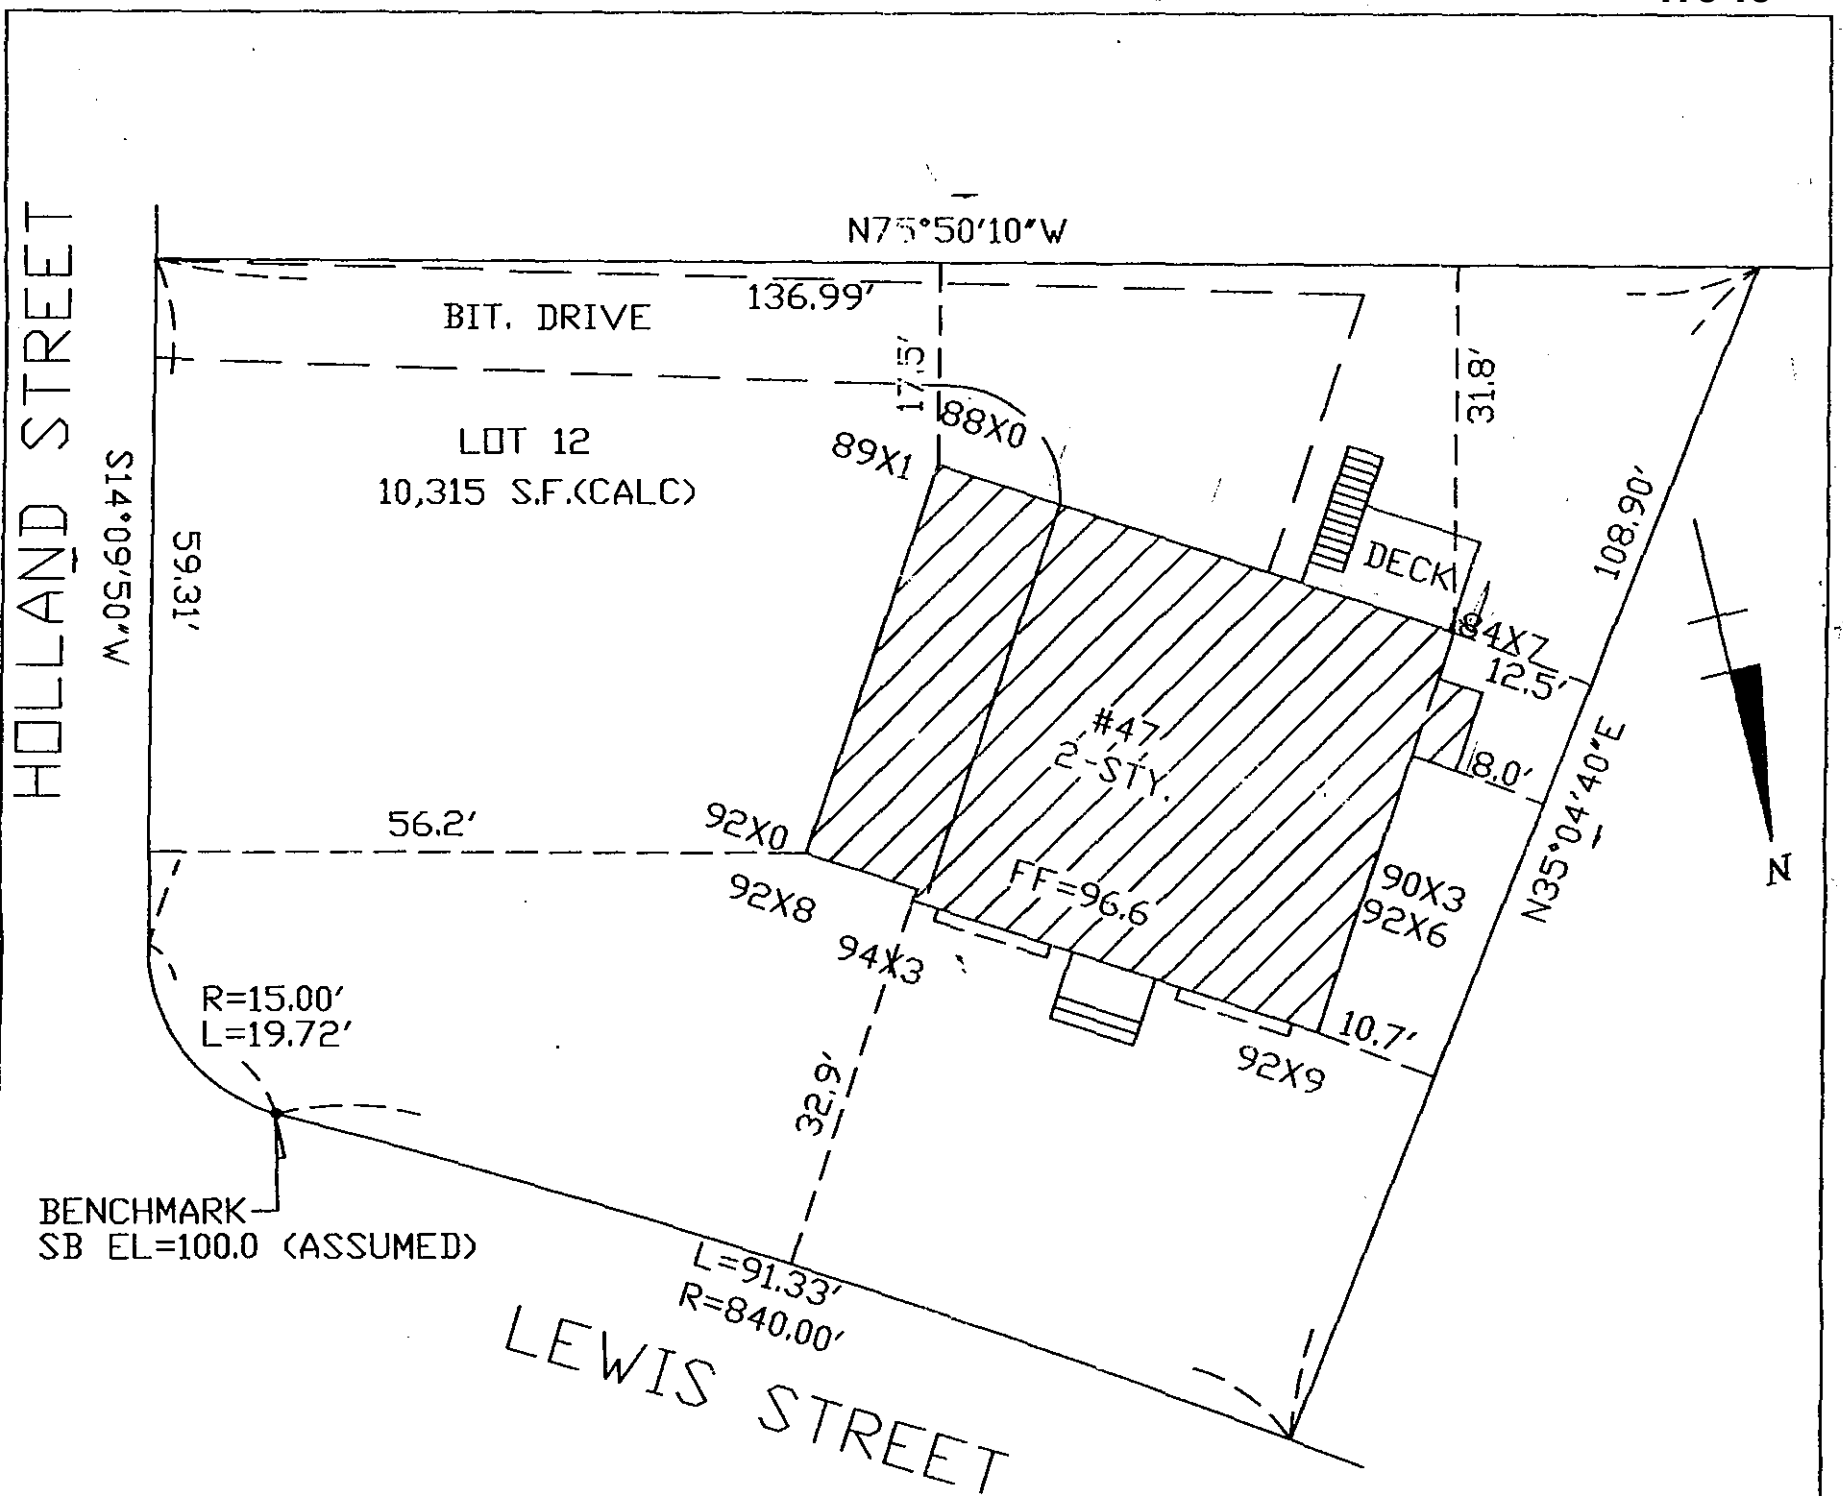 N75°50'10"W
136.99'
BIT. DRIVE
HOLLAND STREET
S14°09'50"W
59.31'
LOT 12
10,315 S.F.(CALC)
17.5'
88X0
89X1
31.8'
108.90'
DECK
84X7
12.5'
#47
2-STY.
8.0'
N35°04'40"E
56.2'
92X0
92X8
FF=96.6
90X3
92X6
94X3
N
R=15.00'
L=19.72'
10.7'
92X9
32.9'
BENCHMARK
SB EL=100.0 (ASSUMED)
L=91.33'
R=840.00'
LEWIS STREET